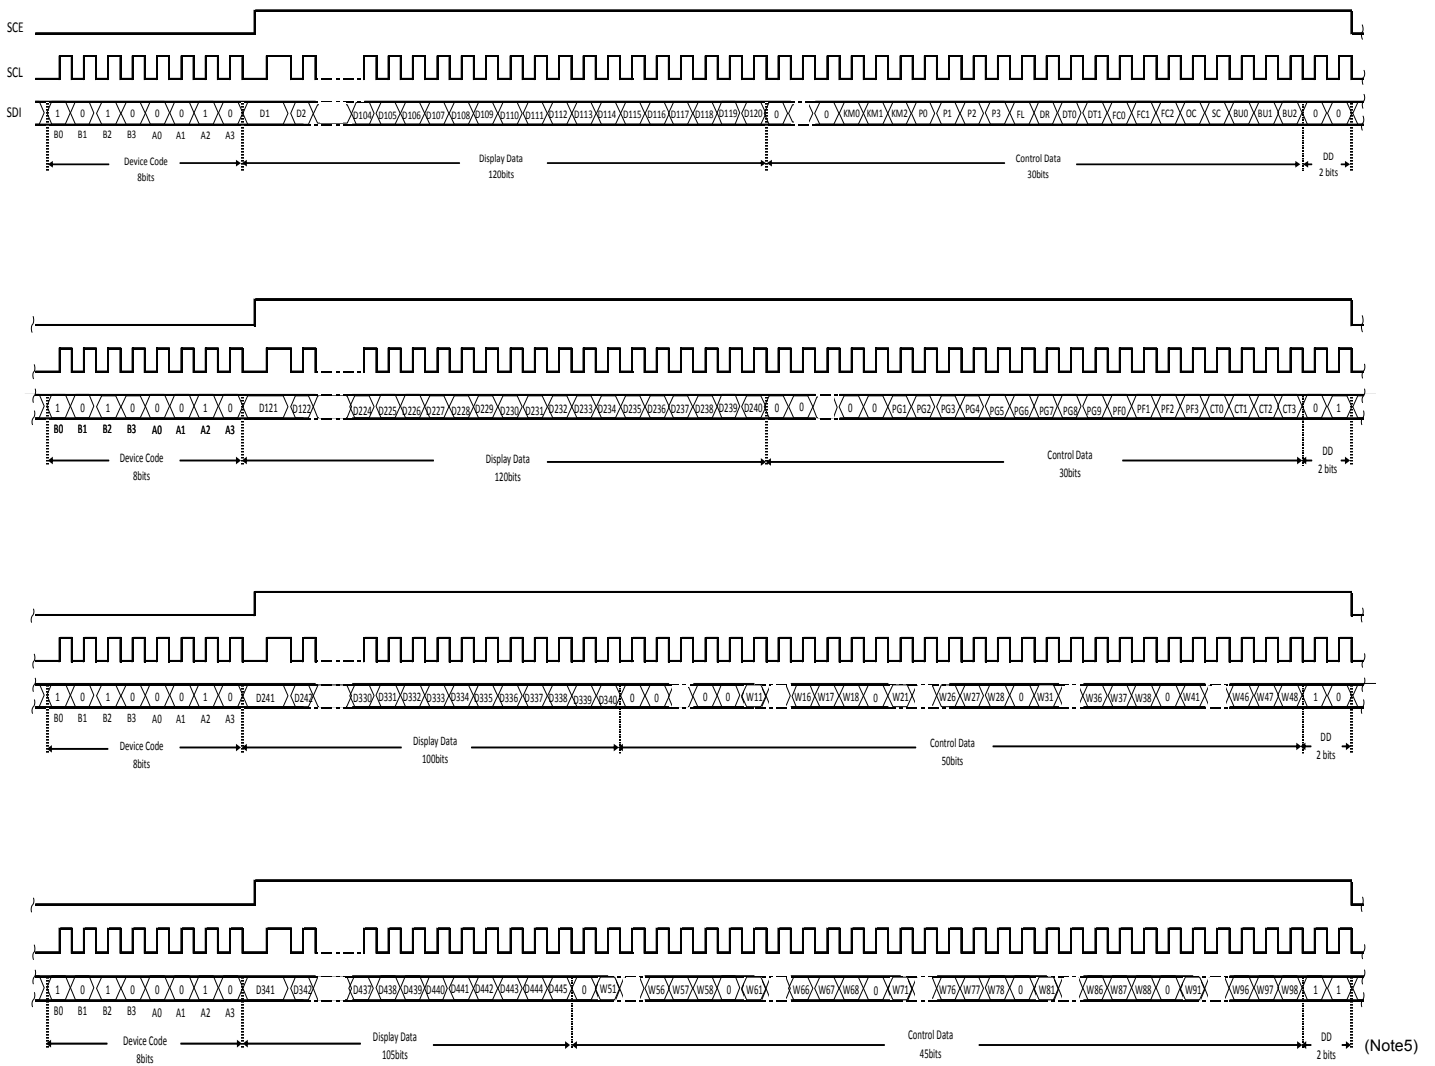 SCE
SCL
SDI 1 0 1 0 0 0 1 0 D1 D2 D104 D105 D106 D107 D108 D109 D110 D111 D112 D113 D114 D115 D116 D117 D118 D119 D120 0 0 KM0 KM1 KM2 P0 P1 P2 P3 FL DR DT0 DT1 FC0 FC1 FC2 OC SC BU0 BU1 BU2 0 0
B0 B1 B2 B3 A0 A1 A2 A3
Device Code Display Data Control Data DD
8bits 120bits 30bits 2 bits
1 0 1 0 0 0 1 0 D121 D122 D224 D225 D226 D227 D228 D229 D230 D231 D232 D233 D234 D235 D236 D237 D238 D239 D240 0 0 0 0 PG1 PG2 PG3 PG4 PG5 PG6 PG7 PG8 PG9 PF0 PF1 PF2 PF3 CT0 CT1 CT2 CT3 0 1
B0 B1 B2 B3 A0 A1 A2 A3
Device Code Display Data Control Data DD
8bits 120bits 30bits 2 bits
1 0 1 0 0 0 1 0 D241 D242 D330 D331 D332 D333 D334 D335 D336 D337 D338 D339 D340 0 0 0 0 W11 W16 W17 W18 0 W21 W26 W27 W28 0 W31 W36 W37 W38 0 W41 W46 W47 W48 1 0
B0 B1 B2 B3 A0 A1 A2 A3
Device Code Display Data Control Data DD
8bits 100bits 50bits 2 bits
1 0 1 0 0 0 1 0 D341 D342 D437 D438 D439 D440 D441 D442 D443 D444 D445 0 W51 W56 W57 W58 0 W61 W66 W67 W68 0 W71 W76 W77 W78 0 W81 W86 W87 W88 0 W91 W96 W97 W98 1 1
B0 B1 B2 B3 A0 A1 A2 A3
Device Code Display Data Control Data DD
8bits 105bits 45bits 2 bits (Note5)